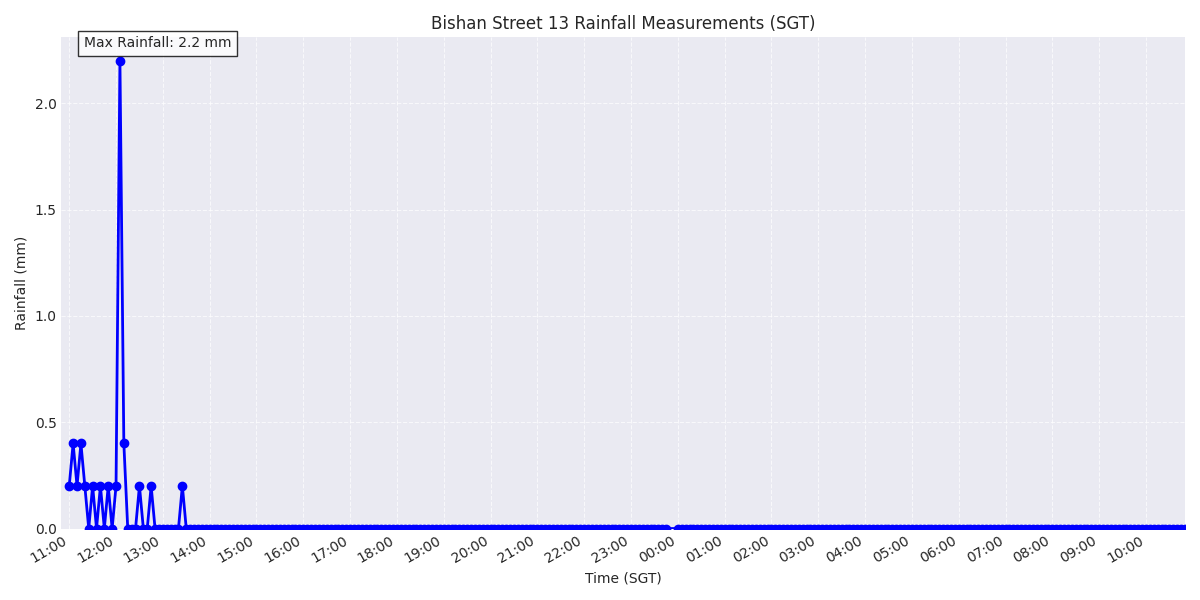 Bishan Street 13 Rainfall Measurements (SGT)
Max Rainfall: 2.2 mm
Rainfall (mm)
2.0
1.5
1.0
0.5
0.0
11:00 12:00 13:00 14:00 15:00 16:00 17:00 18:00 19:00 20:00 21:00 22:00 23:00 00:00 01:00 02:00 03:00 04:00 05:00 06:00 07:00 08:00 09:00 10:00
Time (SGT)